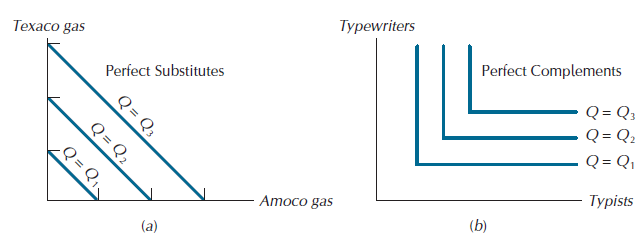 Texaco gas
Perfect Substitutes
Q = Q₃
Q = Q₂
Q = Q₁
Amoco gas
(a)
Typewriters
Perfect Complements
Q = Q₃
Q = Q₂
Q = Q₁
Typists
(b)